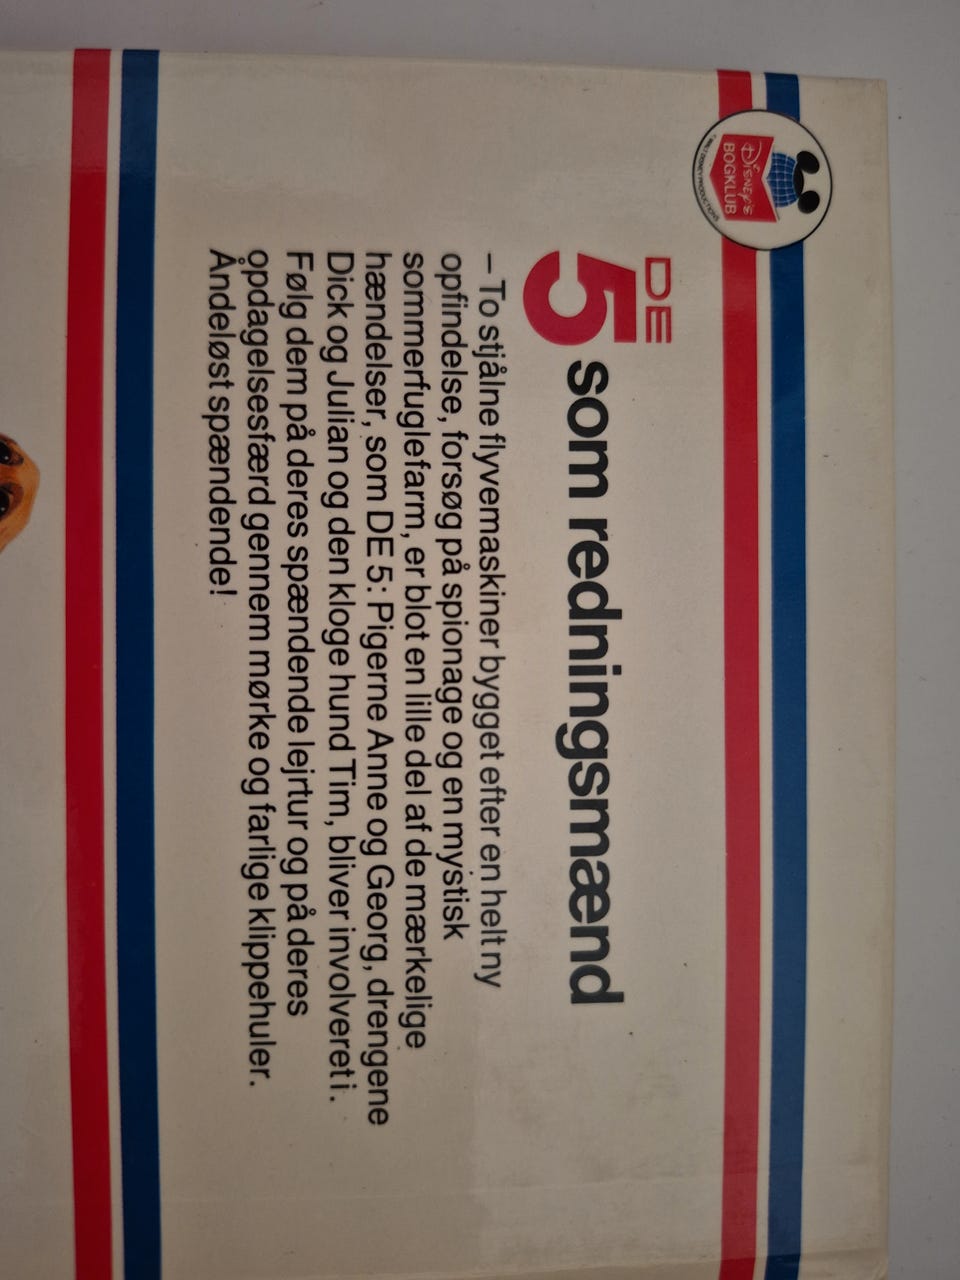 DISNEY'S
BOGKLUB
DE
5 som redningsmænd
– To stjålne flyvemaskiner bygget efter en helt ny
opfindelse, forsøg på spionage og en mystisk
sommerfuglefarm, er blot en lille del af de mærkelige
hændelser, som DE 5: Pigerne Anne og Georg, drengene
Dick og Julian og den kloge hund Tim, bliver involveret i.
Følg dem på deres spændende lejrtur og på deres
opdagelsesfærd gennem mørke og farlige klippehuler.
Åndeløst spændende!